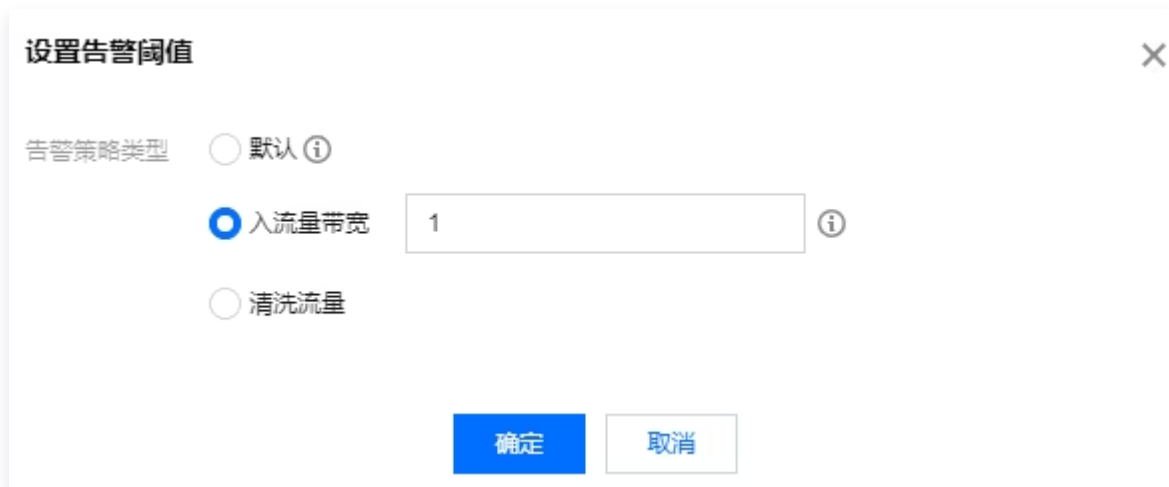 设置告警阈值
告警策略类型 默认
入流量带宽 1
清洗流量
确定 取消